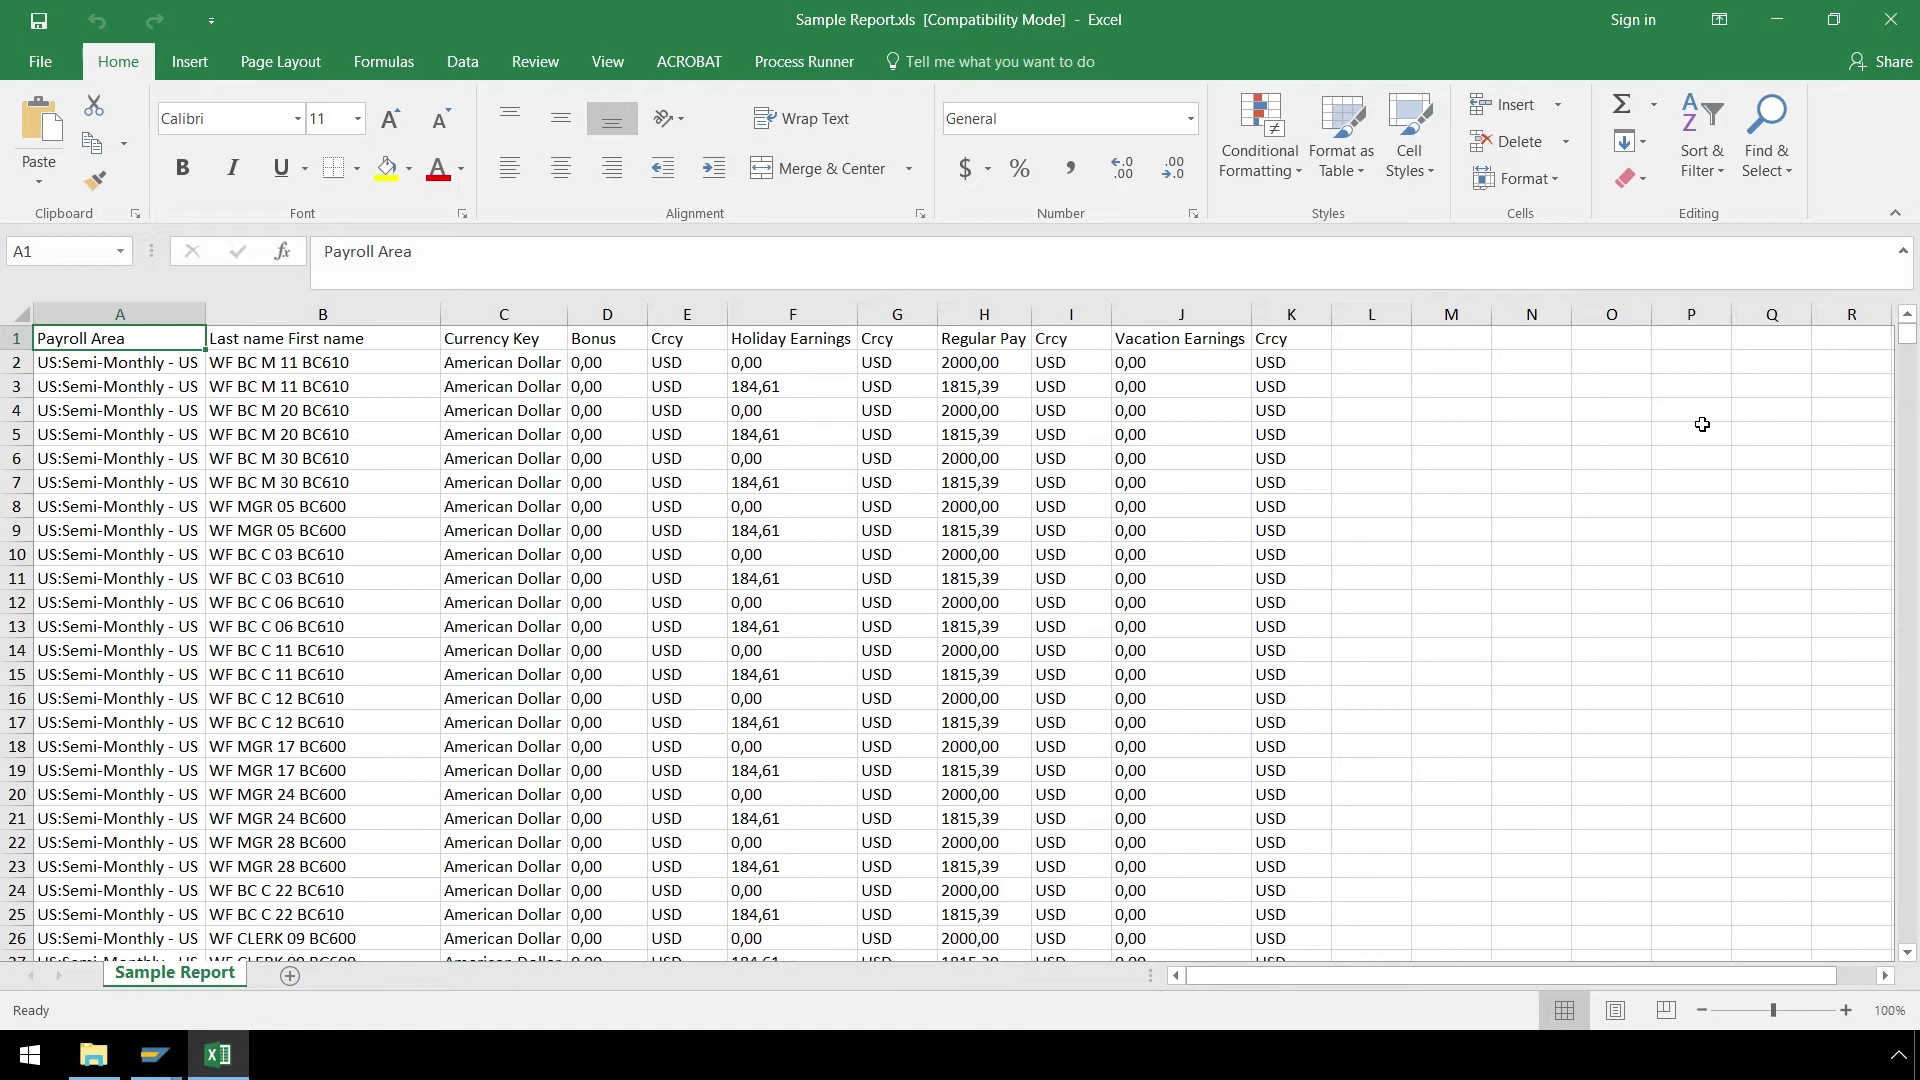 Sample Report.xls [Compatibility Mode] - Excel
Sign in
File Home Insert Page Layout Formulas Data Review View ACROBAT Process Runner Tell me what you want to do
Share
Calibri 11
Wrap Text
General
Insert
Paste
B I U A
Merge & Center
$ % ,
Conditional Formatting
Format as Table
Cell Styles
Delete
Format
Sort & Filter
Find & Select
Clipboard Font Alignment Number Styles Cells Editing
A1 fx Payroll Area
A B C D E F G H I J K L M N O P Q R
1 Payroll Area Last name First name Currency Key Bonus Crcy Holiday Earnings Crcy Regular Pay Crcy Vacation Earnings Crcy
2 US:Semi-Monthly - US WF BC M 11 BC610 American Dollar 0,00 USD 0,00 USD 2000,00 USD 0,00 USD
3 US:Semi-Monthly - US WF BC M 11 BC610 American Dollar 0,00 USD 184,61 USD 1815,39 USD 0,00 USD
4 US:Semi-Monthly - US WF BC M 20 BC610 American Dollar 0,00 USD 0,00 USD 2000,00 USD 0,00 USD
5 US:Semi-Monthly - US WF BC M 20 BC610 American Dollar 0,00 USD 184,61 USD 1815,39 USD 0,00 USD
6 US:Semi-Monthly - US WF BC M 30 BC610 American Dollar 0,00 USD 0,00 USD 2000,00 USD 0,00 USD
7 US:Semi-Monthly - US WF BC M 30 BC610 American Dollar 0,00 USD 184,61 USD 1815,39 USD 0,00 USD
8 US:Semi-Monthly - US WF MGR 05 BC600 American Dollar 0,00 USD 0,00 USD 2000,00 USD 0,00 USD
9 US:Semi-Monthly - US WF MGR 05 BC600 American Dollar 0,00 USD 184,61 USD 1815,39 USD 0,00 USD
10 US:Semi-Monthly - US WF BC C 03 BC610 American Dollar 0,00 USD 0,00 USD 2000,00 USD 0,00 USD
11 US:Semi-Monthly - US WF BC C 03 BC610 American Dollar 0,00 USD 184,61 USD 1815,39 USD 0,00 USD
12 US:Semi-Monthly - US WF BC C 06 BC610 American Dollar 0,00 USD 0,00 USD 2000,00 USD 0,00 USD
13 US:Semi-Monthly - US WF BC C 06 BC610 American Dollar 0,00 USD 184,61 USD 1815,39 USD 0,00 USD
14 US:Semi-Monthly - US WF BC C 11 BC610 American Dollar 0,00 USD 0,00 USD 2000,00 USD 0,00 USD
15 US:Semi-Monthly - US WF BC C 11 BC610 American Dollar 0,00 USD 184,61 USD 1815,39 USD 0,00 USD
16 US:Semi-Monthly - US WF BC C 12 BC610 American Dollar 0,00 USD 0,00 USD 2000,00 USD 0,00 USD
17 US:Semi-Monthly - US WF BC C 12 BC610 American Dollar 0,00 USD 184,61 USD 1815,39 USD 0,00 USD
18 US:Semi-Monthly - US WF MGR 17 BC600 American Dollar 0,00 USD 0,00 USD 2000,00 USD 0,00 USD
19 US:Semi-Monthly - US WF MGR 17 BC600 American Dollar 0,00 USD 184,61 USD 1815,39 USD 0,00 USD
20 US:Semi-Monthly - US WF MGR 24 BC600 American Dollar 0,00 USD 0,00 USD 2000,00 USD 0,00 USD
21 US:Semi-Monthly - US WF MGR 24 BC600 American Dollar 0,00 USD 184,61 USD 1815,39 USD 0,00 USD
22 US:Semi-Monthly - US WF MGR 28 BC600 American Dollar 0,00 USD 0,00 USD 2000,00 USD 0,00 USD
23 US:Semi-Monthly - US WF MGR 28 BC600 American Dollar 0,00 USD 184,61 USD 1815,39 USD 0,00 USD
24 US:Semi-Monthly - US WF BC C 22 BC610 American Dollar 0,00 USD 0,00 USD 2000,00 USD 0,00 USD
25 US:Semi-Monthly - US WF BC C 22 BC610 American Dollar 0,00 USD 184,61 USD 1815,39 USD 0,00 USD
26 US:Semi-Monthly - US WF CLERK 09 BC600 American Dollar 0,00 USD 0,00 USD 2000,00 USD 0,00 USD
Sample Report
Ready
100%